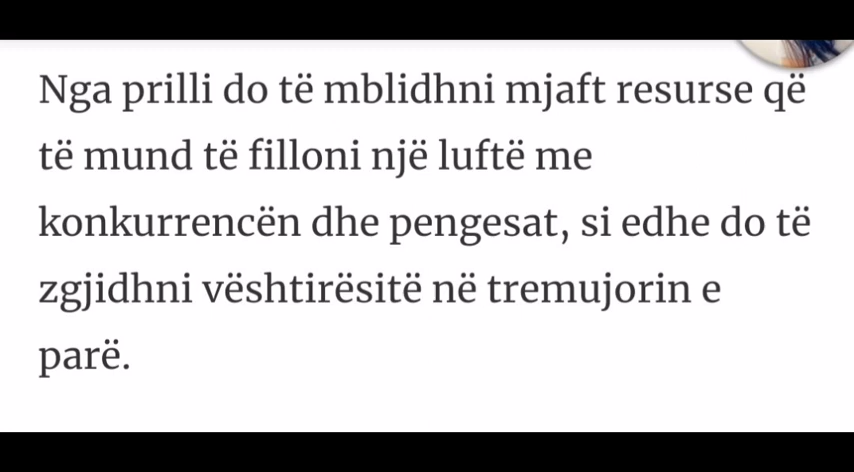 Nga prilli do të mblidhni mjaft resurse që
të mund të filloni një luftë me
konkurrencën dhe pengesat, si edhe do të
zgjidhni vështirësitë në tremujorin e
parë.